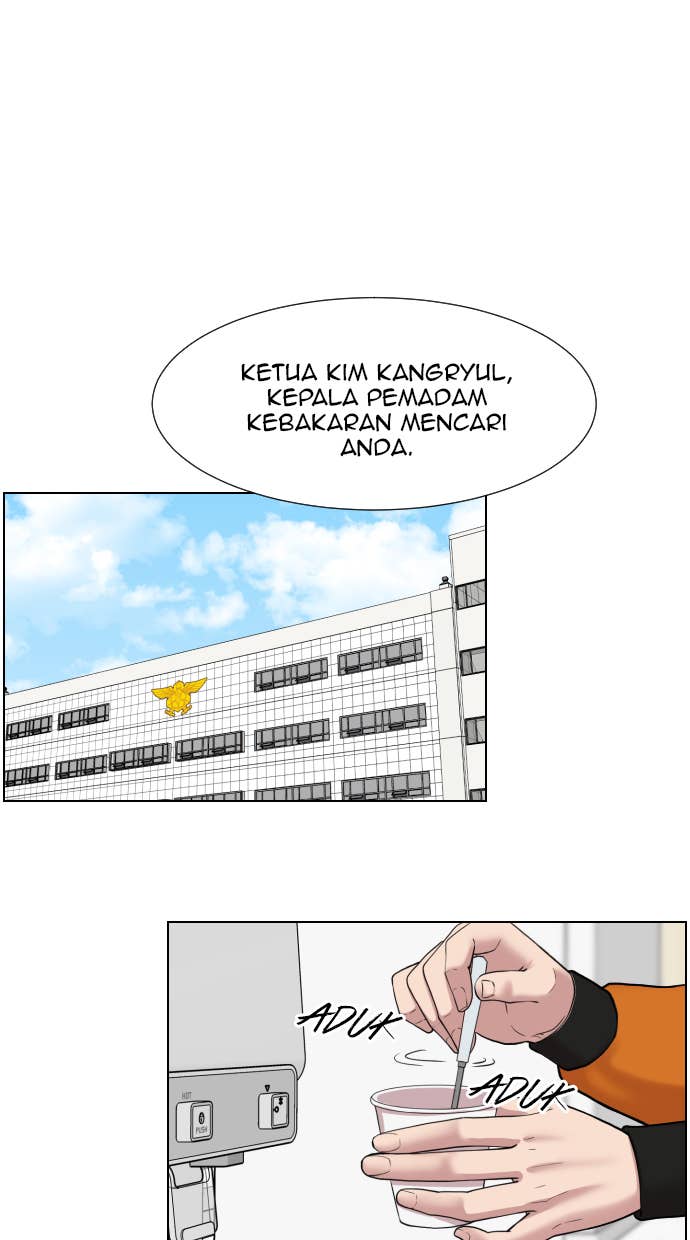 KETUA KIM KANGRYUL,
KEPALA PEMADAM
KEBAKARAN MENCARI
ANDA.
ADUK
ADUK
HOT
PUSH